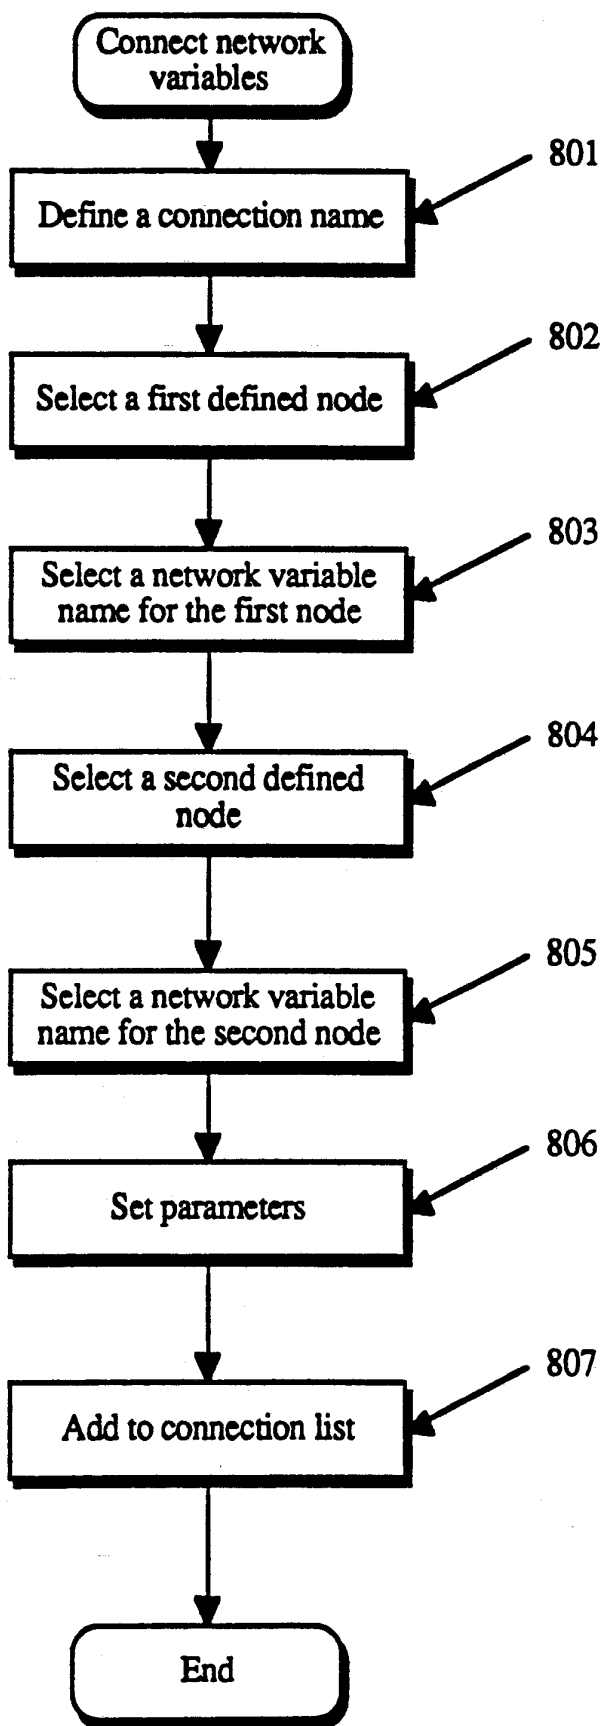 Connect network
variables
801
Define a connection name
802
Select a first defined node
803
Select a network variable
name for the first node
804
Select a second defined
node
805
Select a network variable
name for the second node
806
Set parameters
807
Add to connection list
End